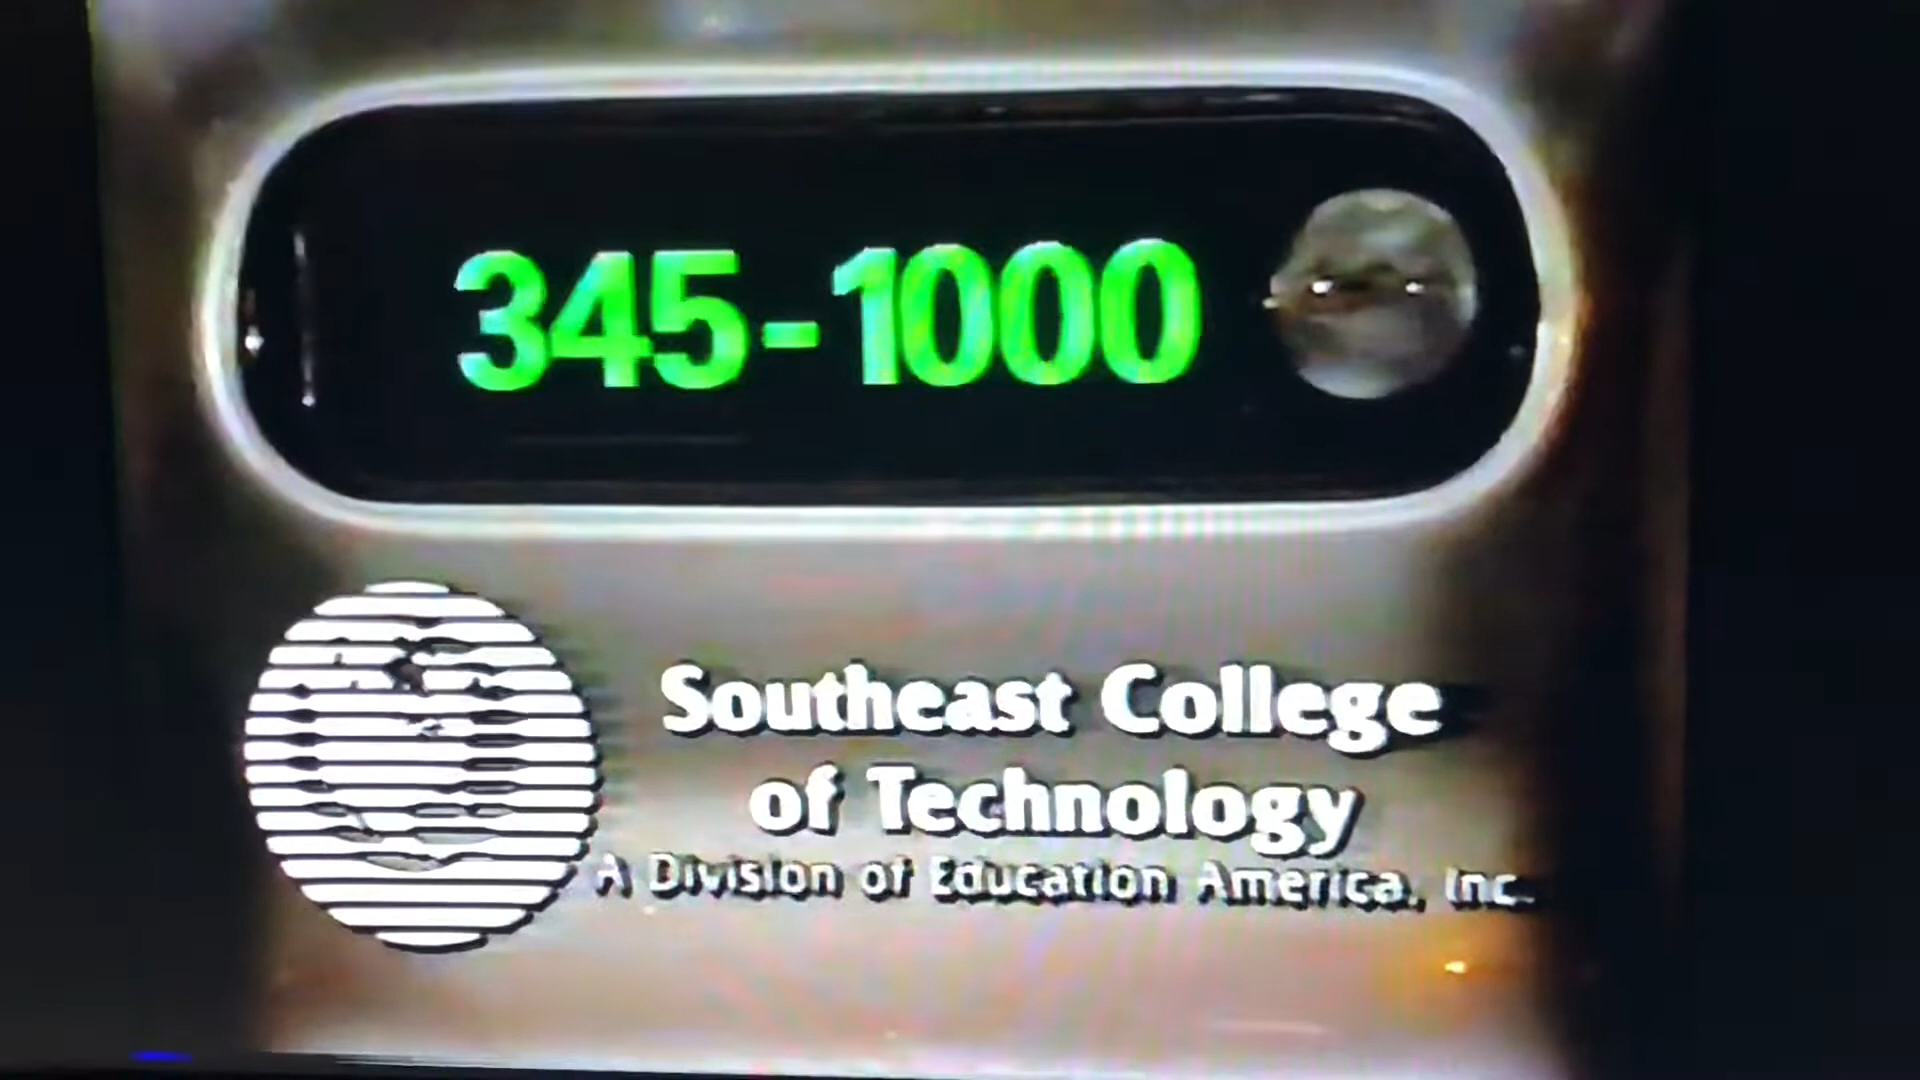 345-1000
Southeast College
of Technology
A Division of Education America, Inc.